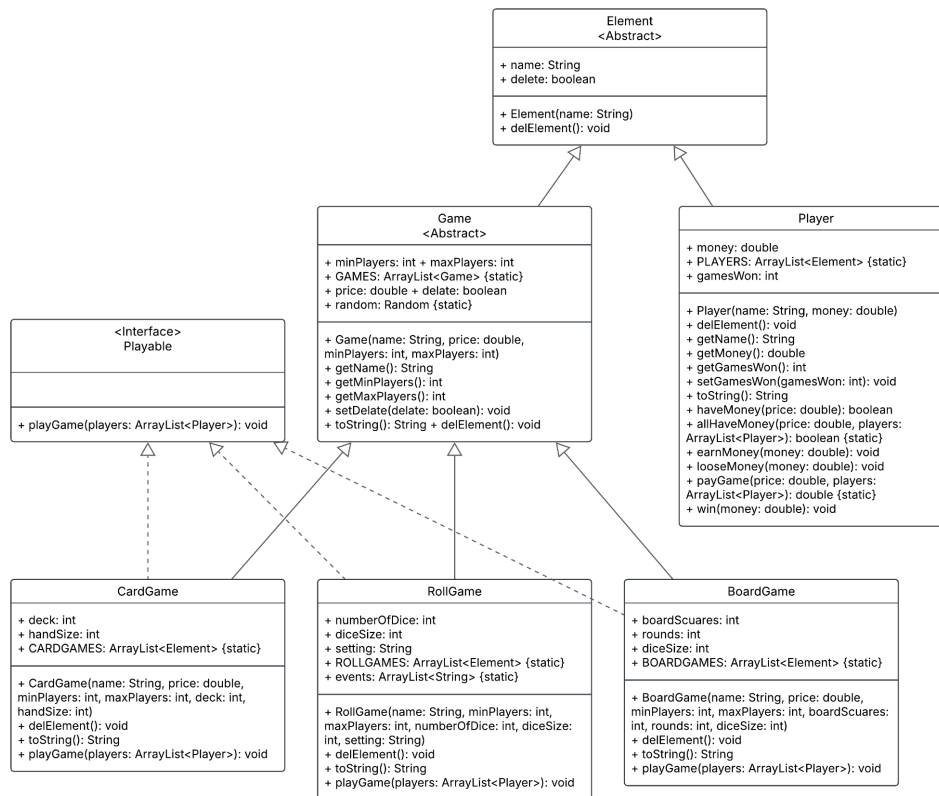 Element
<Abstract>
+ name: String
+ delete: boolean
+ Element(name: String)
+ delElement(): void
Game
<Abstract>
+ minPlayers: int + maxPlayers: int
+ GAMES: ArrayList<Game> {static}
+ price: double + delate: boolean
+ random: Random {static}
+ Game(name: String, price: double,
minPlayers: int, maxPlayers: int)
+ getName(): String
+ getMinPlayers(): int
+ getMaxPlayers(): int
+ setDelate(delate: boolean): void
+ toString(): String + delElement(): void
Player
+ money: double
+ PLAYERS: ArrayList<Element> {static}
+ gamesWon: int
+ Player(name: String, money: double)
+ delElement(): void
+ getName(): String
+ getMoney(): double
+ getGamesWon(): int
+ setGamesWon(gamesWon: int): void
+ toString(): String
+ haveMoney(price: double): boolean
+ allHaveMoney(price: double, players:
ArrayList<Player>): boolean {static}
+ earnMoney(money: double): void
+ looseMoney(money: double): void
+ payGame(price: double, players:
ArrayList<Player>): double {static}
+ win(money: double): void
<Interface>
Playable
+ playGame(players: ArrayList<Player>): void
CardGame
+ deck: int
+ handSize: int
+ CARDGAMES: ArrayList<Element> {static}
+ CardGame(name: String, price: double,
minPlayers: int, maxPlayers: int, deck: int,
handSize: int)
+ delElement(): void
+ toString(): String
+ playGame(players: ArrayList<Player>): void
RollGame
+ numberOfDice: int
+ diceSize: int
+ setting: String
+ ROLLGAMES: ArrayList<Element> {static}
+ events: ArrayList<String> {static}
+ RollGame(name: String, minPlayers: int,
maxPlayers: int, numberOfDice: int, diceSize:
int, setting: String)
+ delElement(): void
+ toString(): String
+ playGame(players: ArrayList<Player>): void
BoardGame
+ boardScuares: int
+ rounds: int
+ diceSize: int
+ BOARDGAMES: ArrayList<Element> {static}
+ BoardGame(name: String, price: double,
minPlayers: int, maxPlayers: int, boardScuares:
int, rounds: int, diceSize: int)
+ delElement(): void
+ toString(): String
+ playGame(players: ArrayList<Player>): void